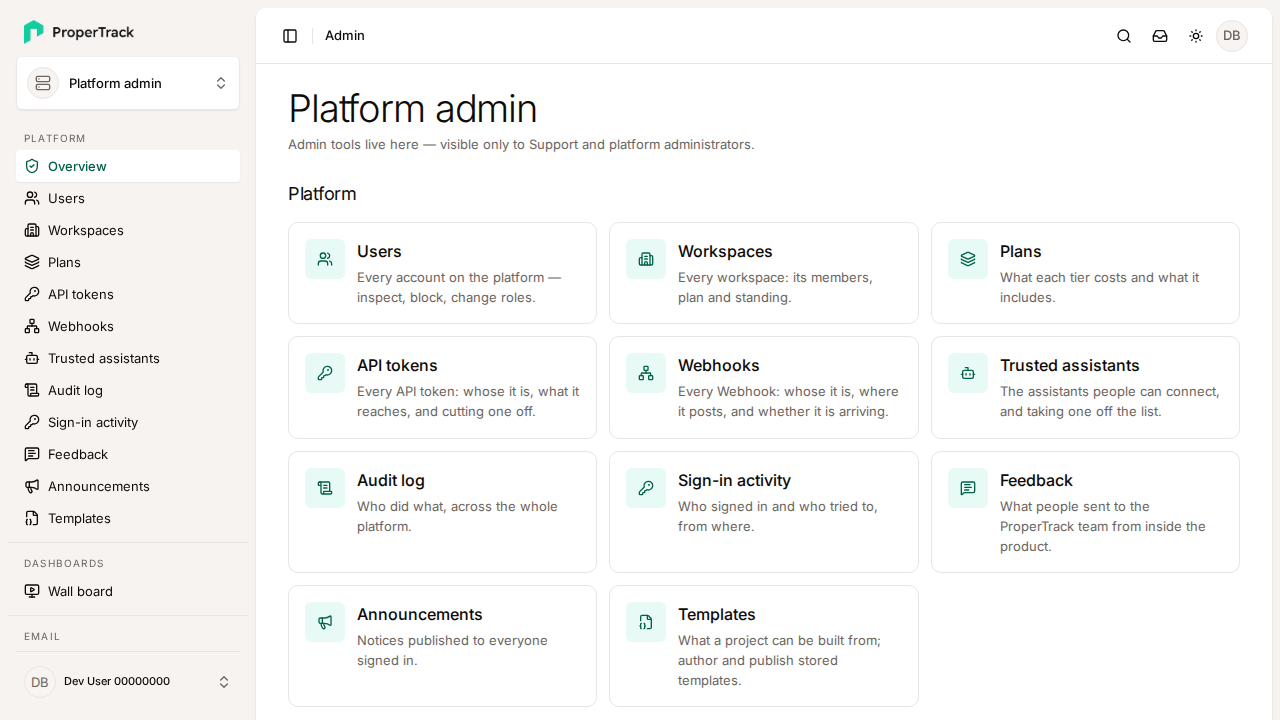 ProperTrack
Platform admin
PLATFORM
Overview
Users
Workspaces
Plans
API tokens
Webhooks
Trusted assistants
Audit log
Sign-in activity
Feedback
Announcements
Templates
DASHBOARDS
Wall board
EMAIL
DB
Dev User 00000000
Admin
DB
Platform admin
Admin tools live here — visible only to Support and platform administrators.
Platform
Users
Every account on the platform —
inspect, block, change roles.
Workspaces
Every workspace: its members,
plan and standing.
Plans
What each tier costs and what it
includes.
API tokens
Every API token: whose it is, what it
reaches, and cutting one off.
Webhooks
Every Webhook: whose it is, where
it posts, and whether it is arriving.
Trusted assistants
The assistants people can connect,
and taking one off the list.
Audit log
Who did what, across the whole
platform.
Sign-in activity
Who signed in and who tried to,
from where.
Feedback
What people sent to the
ProperTrack team from inside the
product.
Announcements
Notices published to everyone
signed in.
Templates
What a project can be built from;
author and publish stored
templates.